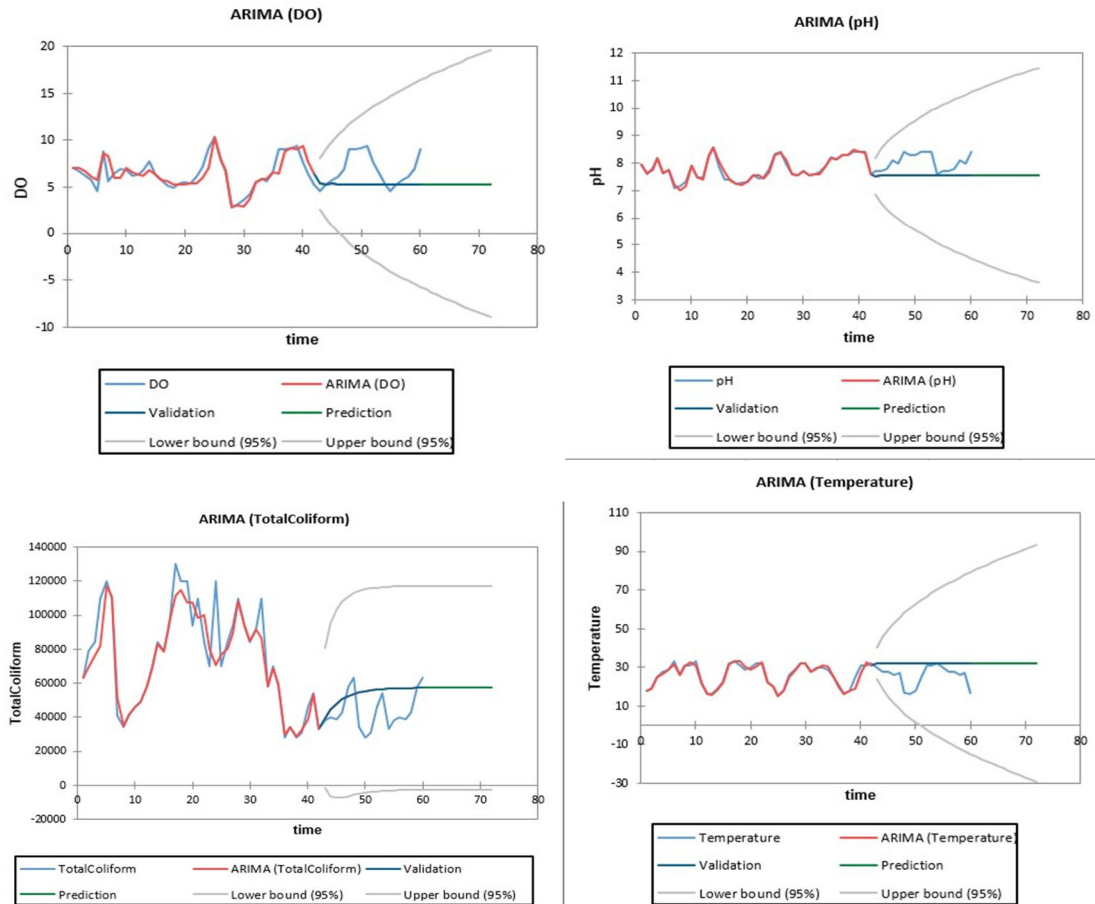 ARIMA (DO)
20
15
10
5
0
-5
-10
DO
0 10 20 30 40 50 60 70 80
time
DO ARIMA (DO)
Validation Prediction
Lower bound (95%) Upper bound (95%)
ARIMA (pH)
12
11
10
9
8
7
6
5
4
3
pH
0 10 20 30 40 50 60 70 80
time
pH ARIMA (pH)
Validation Prediction
Lower bound (95%) Upper bound (95%)
ARIMA (TotalColiform)
140000
120000
100000
80000
60000
40000
20000
0
-20000
TotalColiform
0 10 20 30 40 50 60 70 80
time
TotalColiform ARIMA (TotalColiform) Validation
Prediction Lower bound (95%) Upper bound (95%)
ARIMA (Temperature)
110
90
70
50
30
10
-10
-30
Temperature
0 10 20 30 40 50 60 70 80
time
Temperature ARIMA (Temperature)
Validation Prediction
Lower bound (95%) Upper bound (95%)